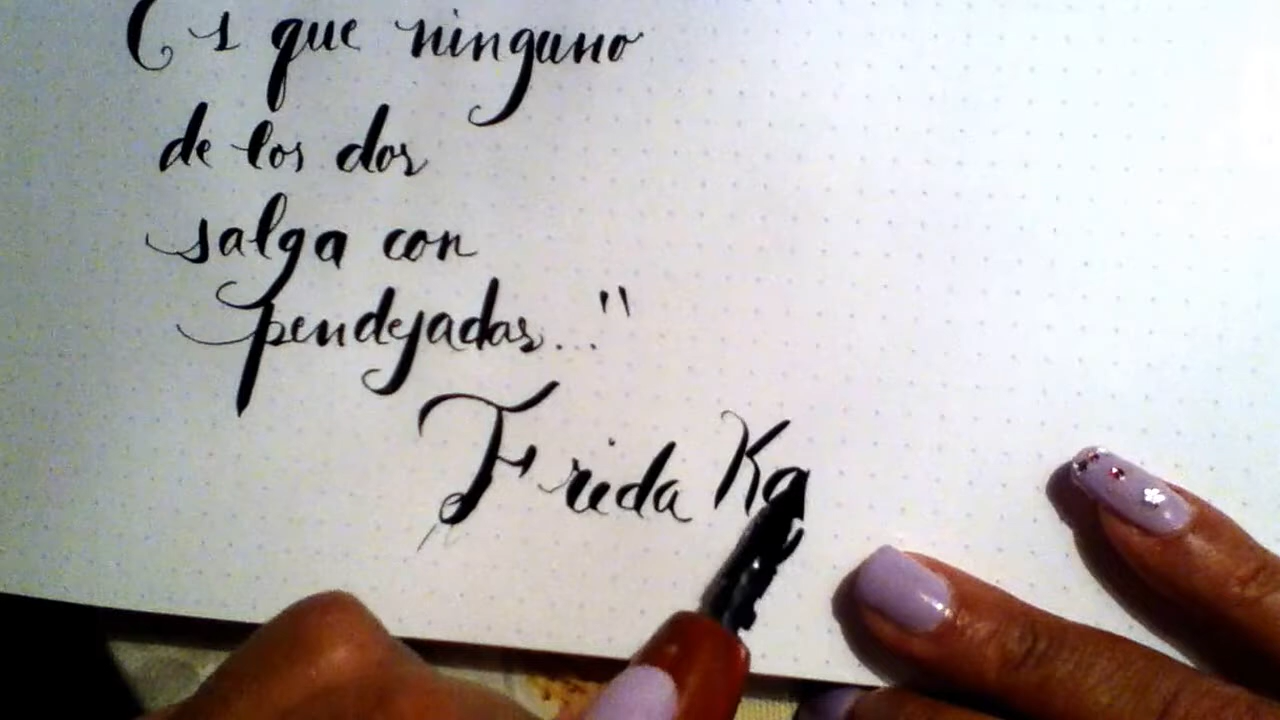 Es que ninguno
de los dos
salga con
pendejadas..."
Frida Ka